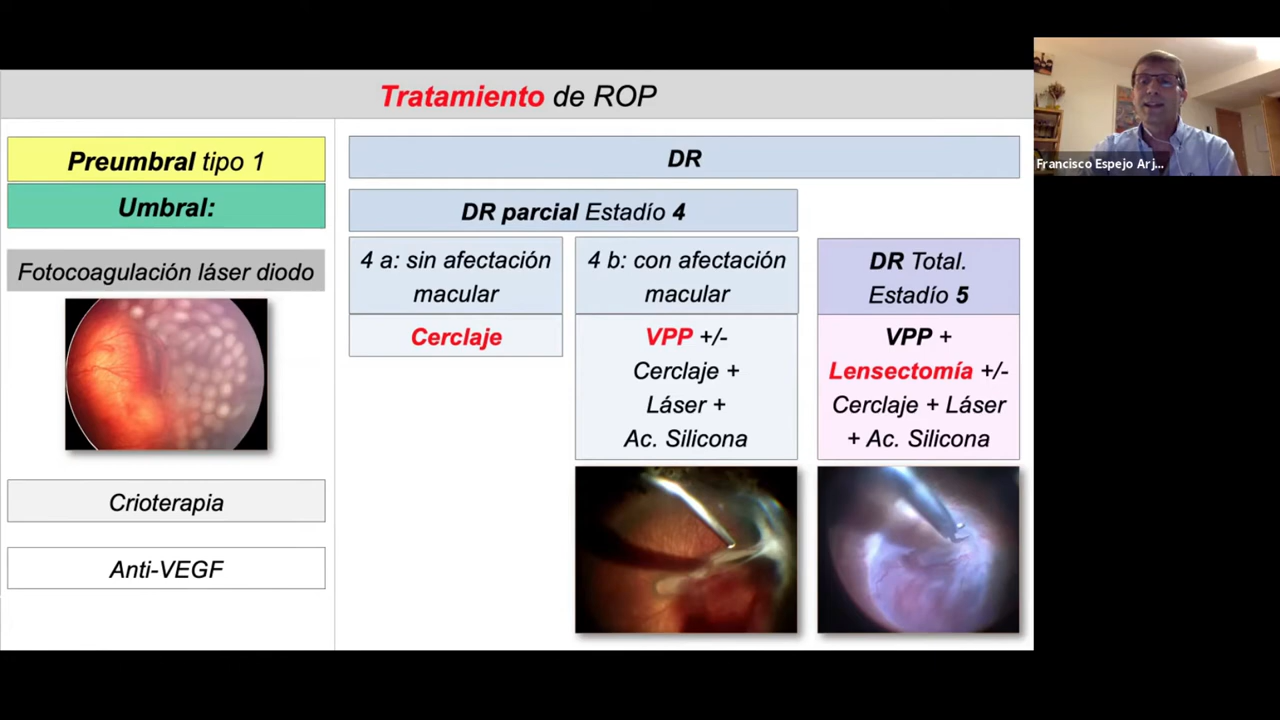 Tratamiento de ROP
Preumbral tipo 1
Umbral:
Fotocoagulación láser diodo
Crioterapia
Anti-VEGF
DR
DR parcial Estadío 4
4 a: sin afectación
macular
Cerclaje
4 b: con afectación
macular
VPP +/-
Cerclaje +
Láser +
Ac. Silicona
DR Total.
Estadío 5
VPP +
Lensectomía +/-
Cerclaje + Láser
+ Ac. Silicona
Francisco Espejo Arj...